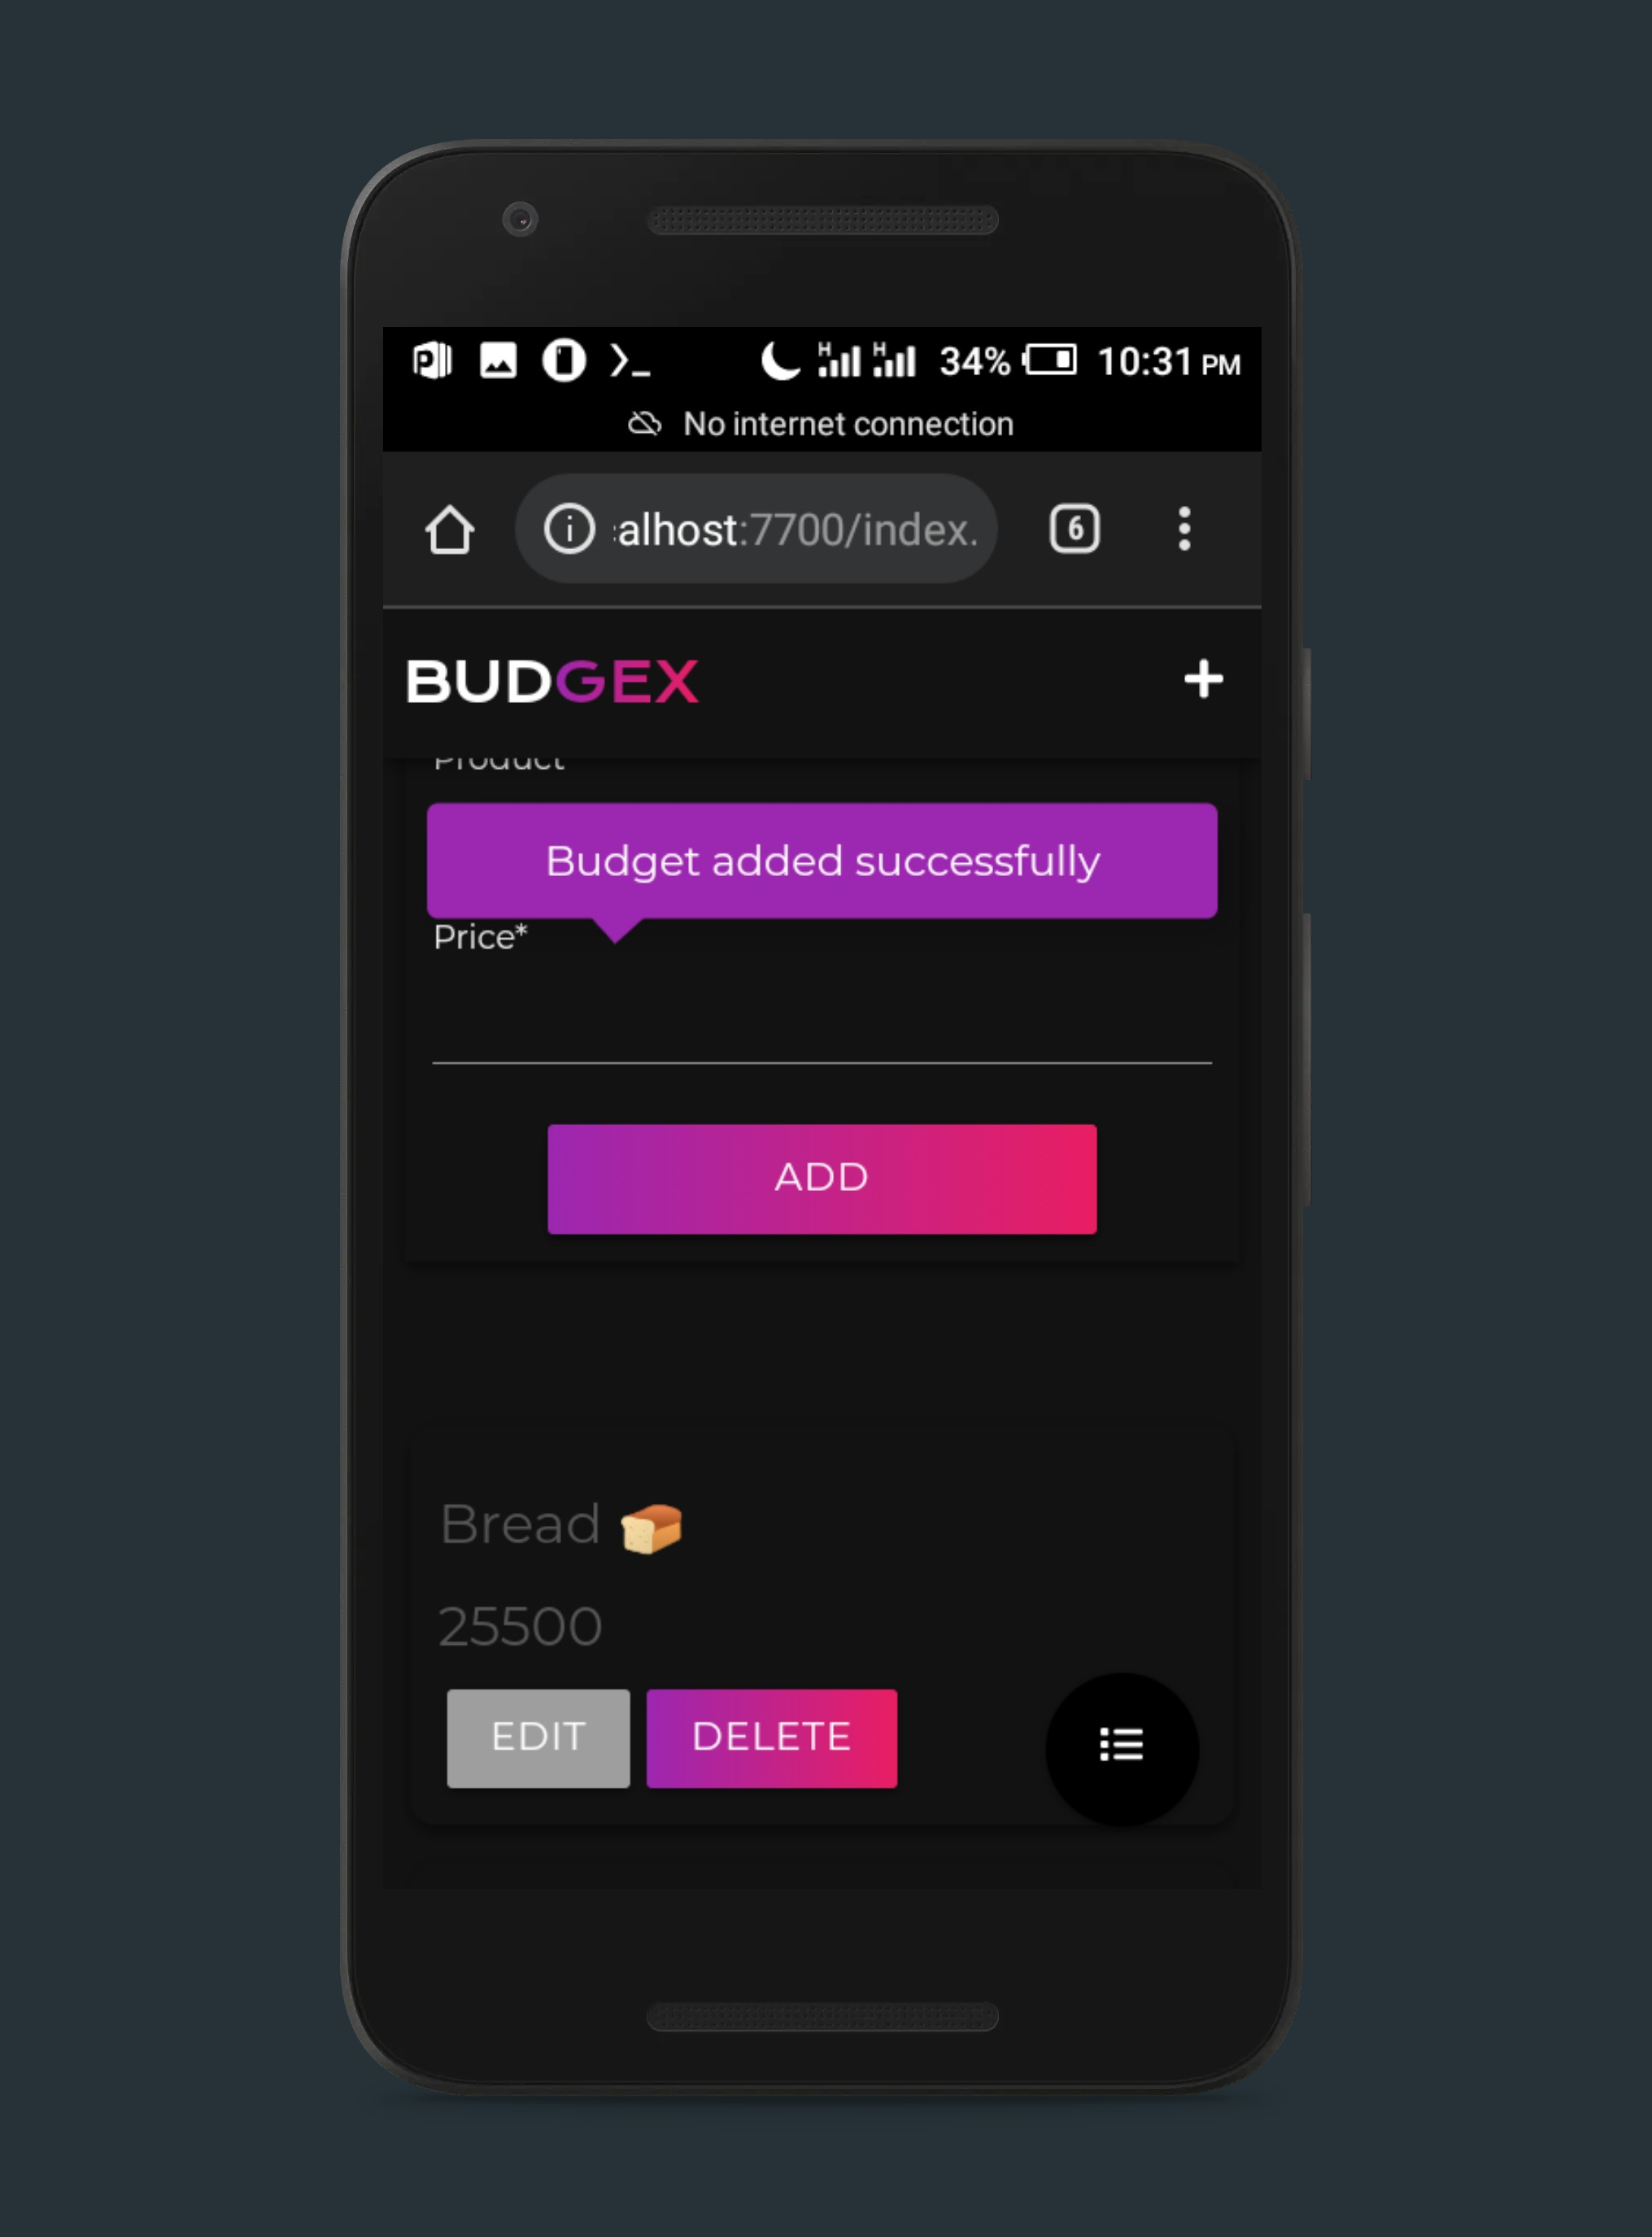 H H 34% 10:31 PM
No internet connection
alhost:7700/index.
6
BUDGEX
Product
Budget added successfully
Price*
ADD
Bread
25500
EDIT DELETE